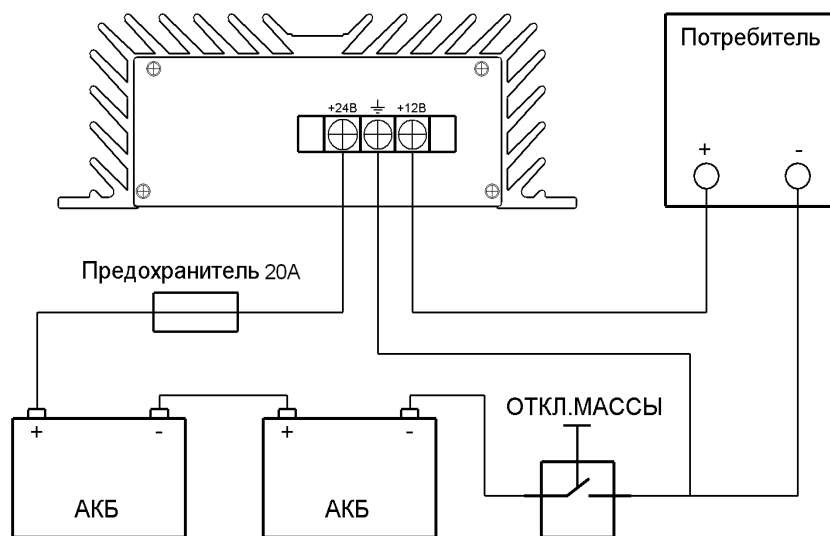 Потребитель
+24В
+12В
+ -
Предохранитель 20А
ОТКЛ.МАССЫ
+ -
+ -
АКБ
АКБ